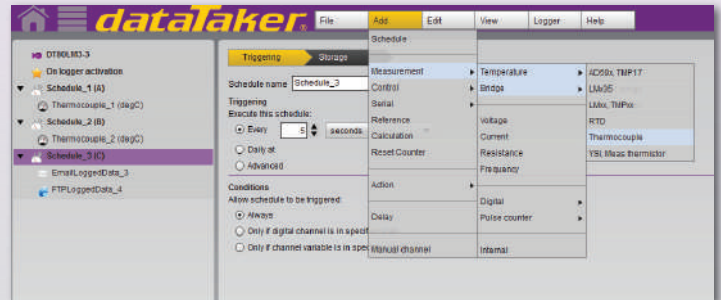 dataTaker®
File Add Edit View Logger Help
DT80LM3-3
On logger activation
Schedule_1 (A)
Thermocouple_1 (degC)
Schedule_2 (B)
Thermocouple_2 (degC)
Schedule_3 (C)
EmailLoggedData_3
FTPLoggedData_4
Triggering Storage
Schedule name Schedule_3
Triggering
Execute this schedule:
Every 5 seconds
Daily at
Advanced
Conditions
Allow schedule to be triggered:
Always
Only if digital channel is in specif
Only if channel variable is in spec
Schedule
Measurement
Control
Serial
Reference
Calculation
Reset Counter
Action
Delay
Manual channel
Temperature
Bridge
Voltage
Current
Resistance
Frequency
Digital
Pulse counter
Internal
AD59x, TMP17
LMx35
LMxx, TMPxx
RTD
Thermocouple
YSI, Meas thermistor